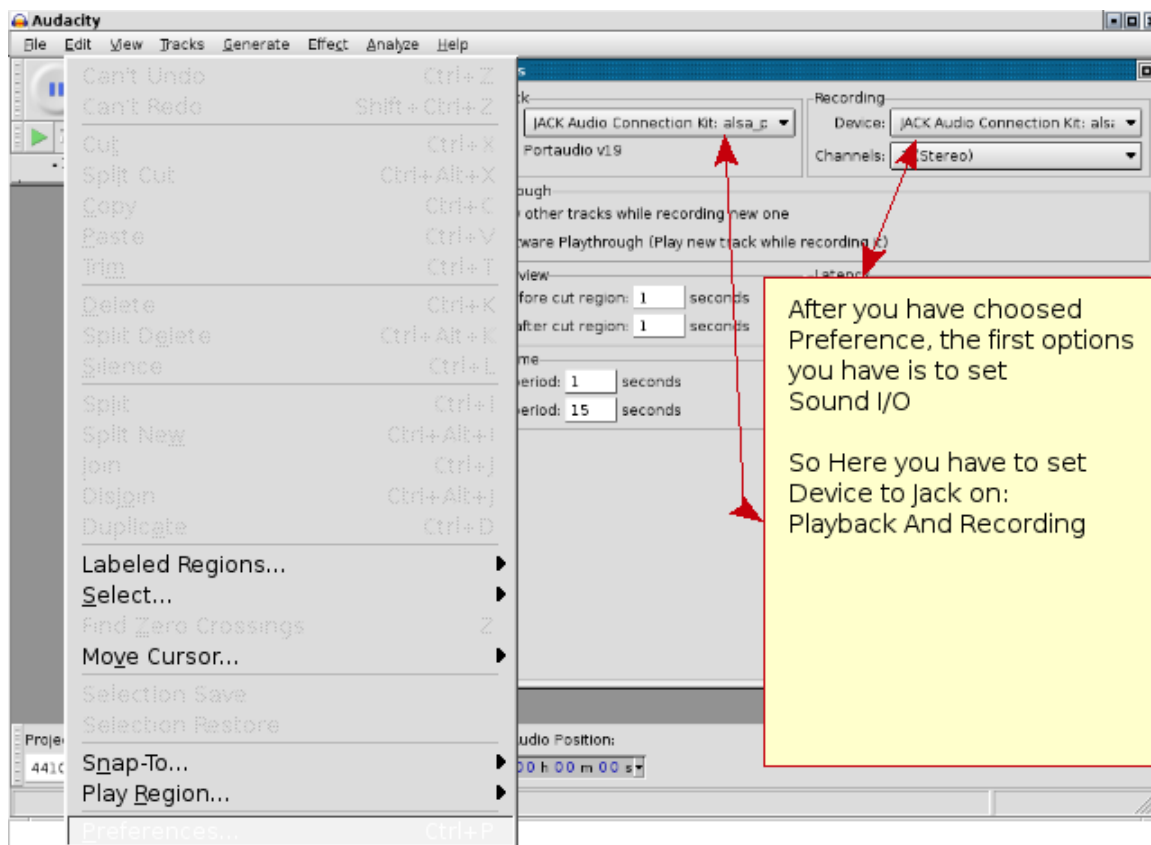 Audacity
File Edit View Tracks Generate Effect Analyze Help
Can't Undo Ctrl+Z
Can't Redo Shift+Ctrl+Z
Cut Ctrl+X
Split Cut Ctrl+Alt+X
Copy Ctrl+C
Paste Ctrl+V
Trim Ctrl+T
Delete Ctrl+K
Split Delete Ctrl+Alt+K
Silence Ctrl+L
Split Ctrl+I
Split New Ctrl+Alt+I
Join Ctrl+J
Disjoin Ctrl+Alt+J
Duplicate Ctrl+D
Labeled Regions...
Select...
Find Zero Crossings Z
Move Cursor...
Selection Save
Selection Restore
Snap-To...
Play Region...
Preferences... Ctrl+P
JACK Audio Connection Kit: alsa_p
Portaudio v19
Recording
Device: JACK Audio Connection Kit: alsa
Channels: (Stereo)
other tracks while recording new one
ware Playthrough (Play new track while recording it)
view
Latency
fore cut region: 1 seconds
after cut region: 1 seconds
period: 1 seconds
period: 15 seconds
After you have choosed
Preference, the first options
you have is to set
Sound I/O
So Here you have to set
Device to Jack on:
Playback And Recording
Proje
udio Position:
4410
00 h 00 m 00 s